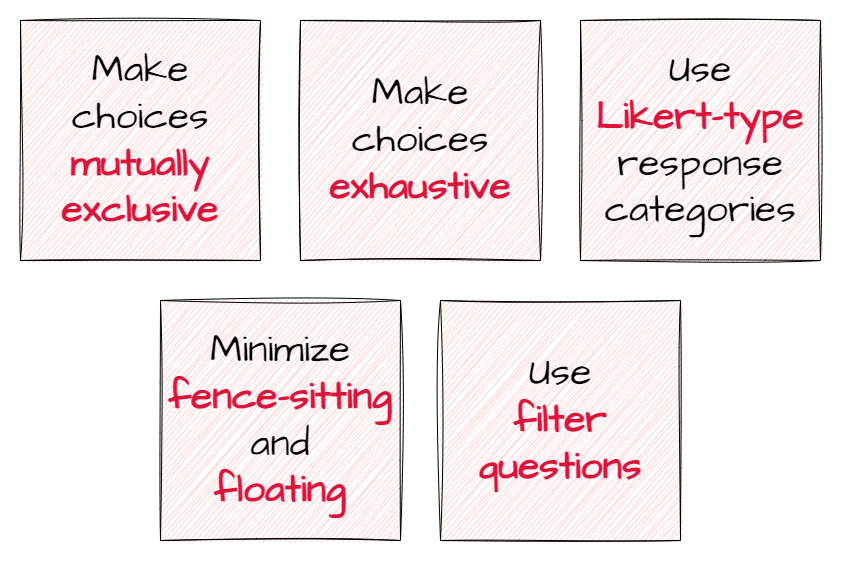 Make
choices
mutually
exclusive
Make
choices
exhaustive
Use
Likert-type
response
categories
Minimize
fence-sitting
and
floating
Use
filter
questions